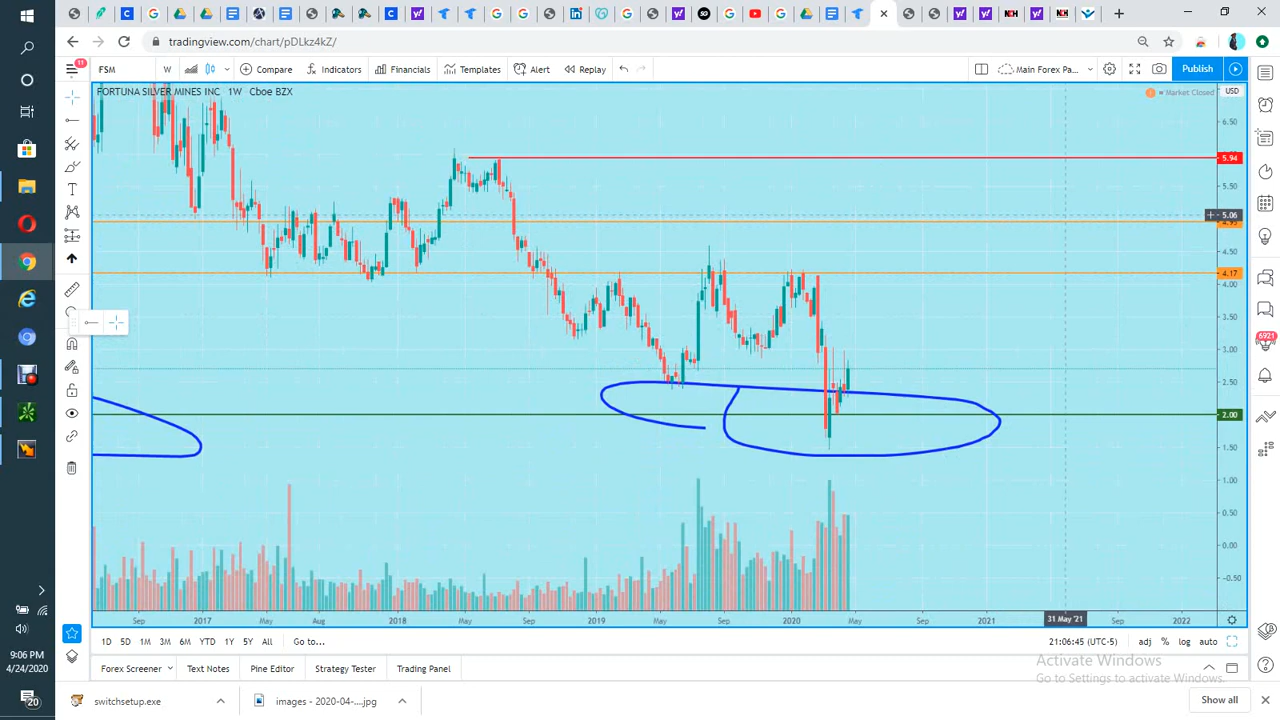 tradingview.com/chart/pDLkz4kZ/
11
FSM W Compare Indicators Financials Templates Alert Replay Main Forex Pa... Publish
FORTUNA SILVER MINES INC 1W Cboe BZX
Market Closed
USD
6.50
5.94
5.50
5.06
4.50
4.17
4.00
3.50
3.00
2.50
2.00
1.50
1.00
0.50
0.00
-0.50
6921
Sep 2017 May Aug 2018 May Sep 2019 May Sep 2020 May Sep 2021 31 May '21 Sep 2022
1D 5D 1M 3M 6M YTD 1Y 5Y All Go to... 21:06:45 (UTC-5) adj % log auto
Forex Screener Text Notes Pine Editor Strategy Tester Trading Panel
Activate Windows
Go to Settings to activate Windows.
9:06 PM
4/24/2020
20
switchsetup.exe images - 2020-04-....jpg Show all